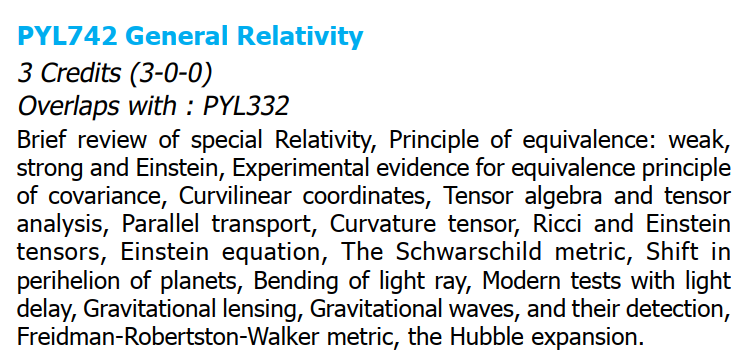 PYL742 General Relativity
3 Credits (3-0-0)
Overlaps with : PYL332
Brief review of special Relativity, Principle of equivalence: weak,
strong and Einstein, Experimental evidence for equivalence principle
of covariance, Curvilinear coordinates, Tensor algebra and tensor
analysis, Parallel transport, Curvature tensor, Ricci and Einstein
tensors, Einstein equation, The Schwarschild metric, Shift in
perihelion of planets, Bending of light ray, Modern tests with light
delay, Gravitational lensing, Gravitational waves, and their detection,
Freidman-Robertston-Walker metric, the Hubble expansion.